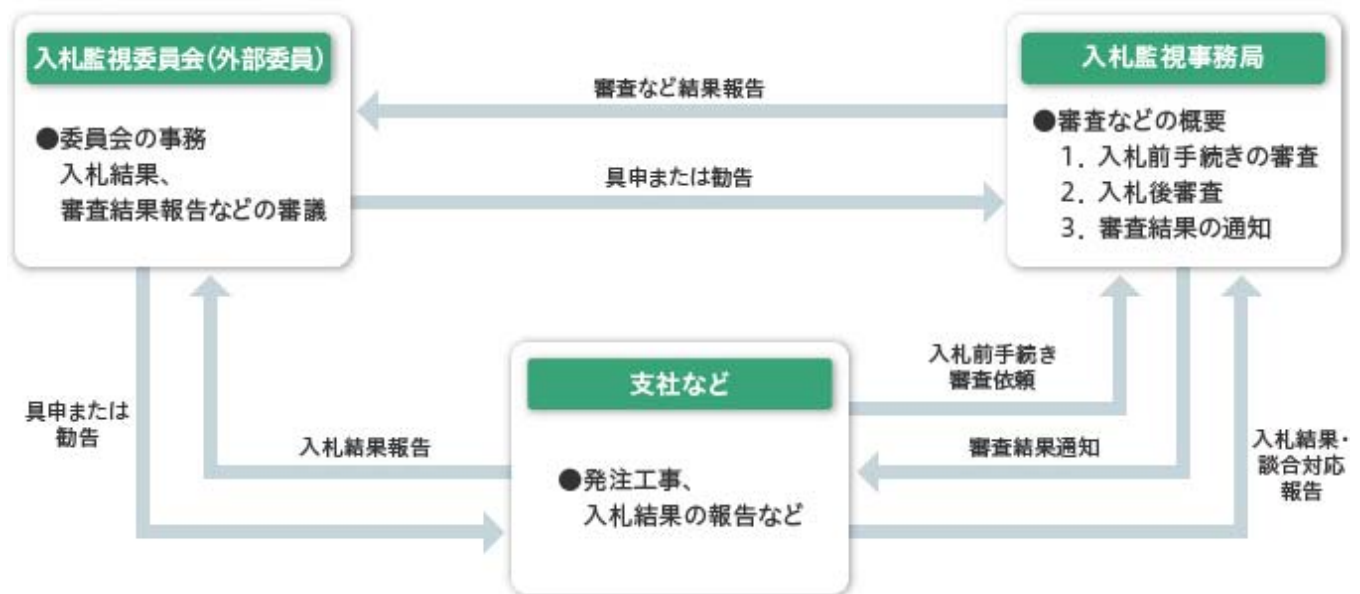 入札監視委員会(外部委員)
●委員会の事務
入札結果、
審査結果報告などの審議
審査など結果報告
具申または勧告
入札監視事務局
●審査などの概要
1. 入札前手続きの審査
2. 入札後審査
3. 審査結果の通知
具申または
勧告
入札結果報告
支社など
●発注工事、
入札結果の報告など
入札前手続き
審査依頼
審査結果通知
入札結果・
談合対応
報告